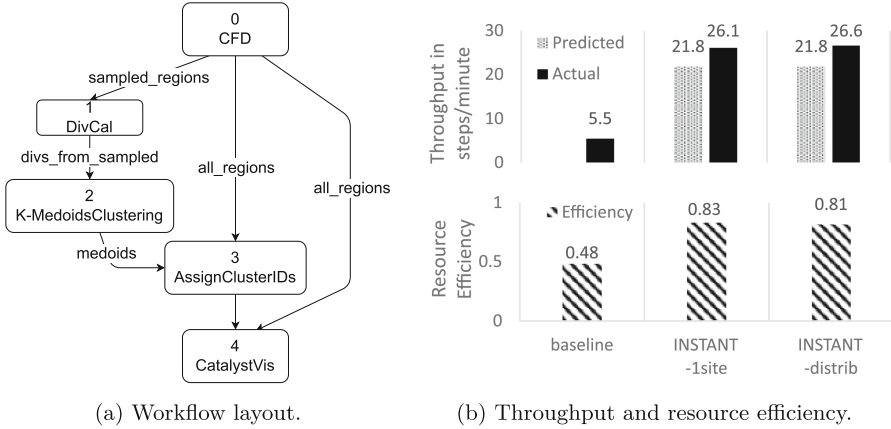 0
CFD
sampled_regions
1
DivCal
divs_from_sampled
2
K-MedoidsClustering
all_regions
all_regions
medoids
3
AssignClusterIDs
4
CatalystVis
(a) Workflow layout.
Throughput in
steps/minute
30
20
10
0
Predicted
Actual
5.5
21.8
26.1
21.8
26.6
Resource
Efficiency
1
0.5
0
Efficiency
0.48
0.83
0.81
baseline
INSTANT
-1site
INSTANT
-distrib
(b) Throughput and resource efficiency.